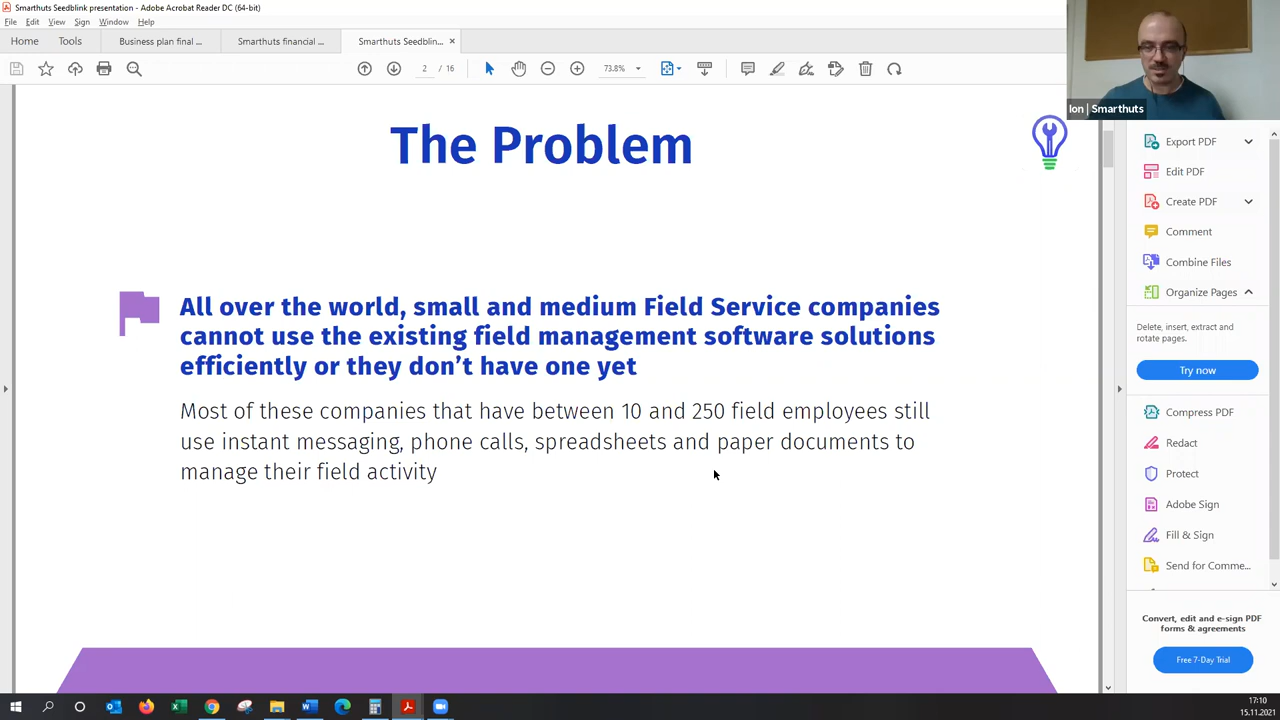 Smarthuts Seedblink presentation - Adobe Acrobat Reader DC (64-bit)
File Edit View Sign Window Help
Home Tools Business plan final ... Smarthuts financial ... Smarthuts Seedblin... ×
2 / 16 73.8%
Ion | Smarthuts
The Problem
All over the world, small and medium Field Service companies
cannot use the existing field management software solutions
efficiently or they don’t have one yet
Most of these companies that have between 10 and 250 field employees still
use instant messaging, phone calls, spreadsheets and paper documents to
manage their field activity
Export PDF
Edit PDF
Create PDF
Comment
Combine Files
Organize Pages
Delete, insert, extract and
rotate pages.
Try now
Compress PDF
Redact
Protect
Adobe Sign
Fill & Sign
Send for Comme...
Convert, edit and e-sign PDF
forms & agreements
Free 7-Day Trial
17:10
15.11.2021